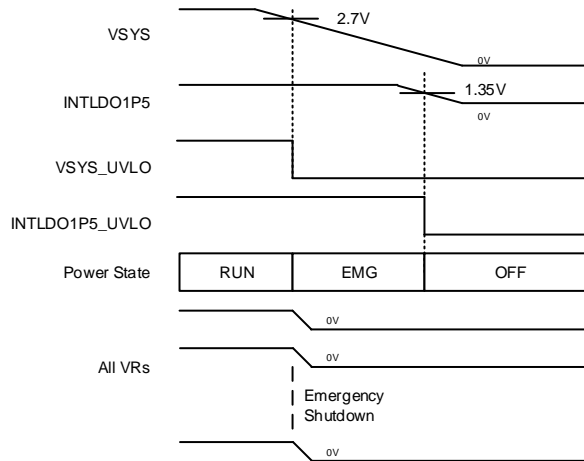 VSYS
2.7V
0V
INTLDO1P5
1.35V
0V
VSYS_UVLO
INTLDO1P5_UVLO
Power State
RUN
EMG
OFF
0V
All VRs
0V
Emergency
Shutdown
0V